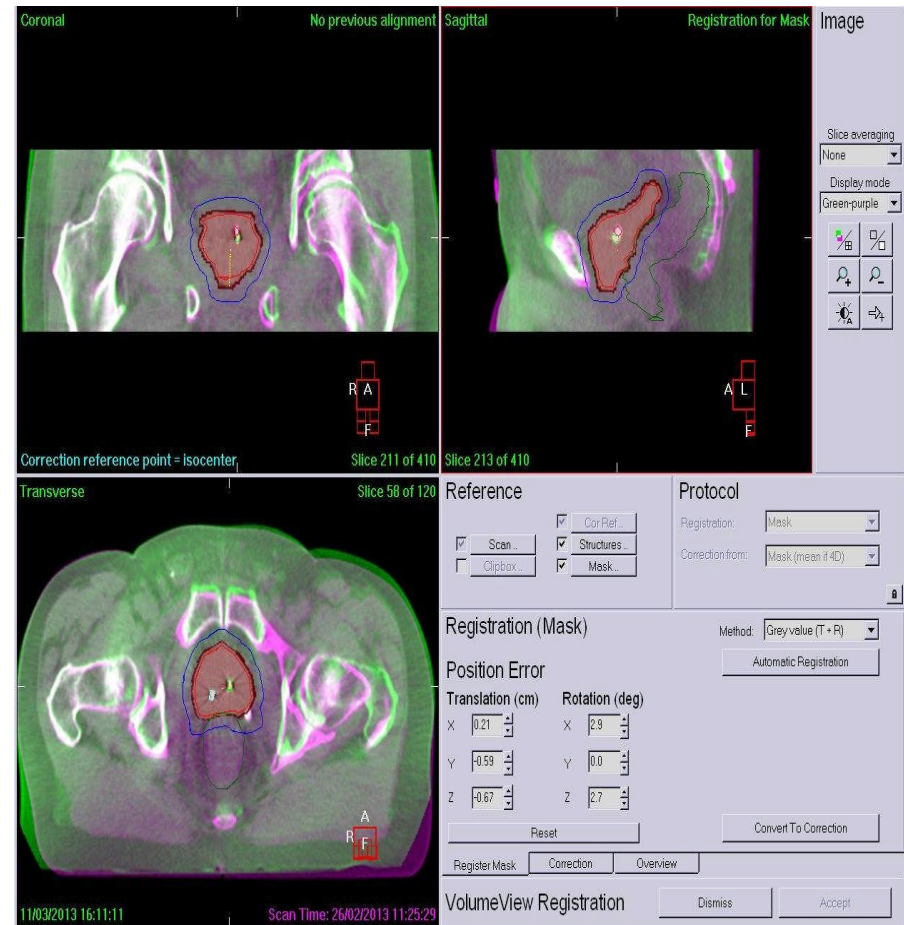 Coronal
No previous alignment
R A
F
Correction reference point = isocenter
Slice 211 of 410
Sagittal
Registration for Mask
A L
F
Slice 213 of 410
Image
Slice averaging
None
Display mode
Green-purple
A
Transverse
Slice 58 of 120
A
R F
11/03/2013 16:11:11
Scan Time: 26/02/2013 11:25:29
Reference
Cor Ref..
Scan ..
Structures ..
Clipbox ..
Mask ..
Protocol
Registration: Mask
Correction from: Mask (mean if 4D)
Registration (Mask)
Method: Grey value (T + R)
Automatic Registration
Position Error
Translation (cm) Rotation (deg)
X 0.21 X 2.9
Y -0.59 Y 0.0
Z -0.67 Z 2.7
Reset
Convert To Correction
Register Mask Correction Overview
VolumeView Registration
Dismiss
Accept